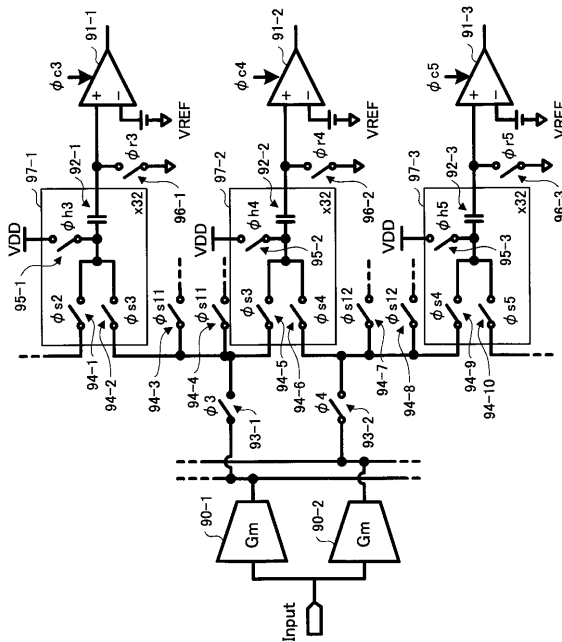 φc3
91-1
φc4
91-2
φc5
91-3
+
−
VREF
+
−
VREF
+
−
VREF
97-1
92-1
φr3
97-2
92-2
φr4
97-3
92-3
φr5
VDD
φh3
x32
96-1
VDD
φh4
x32
96-2
VDD
φh5
x32
96-3
95-1
95-2
95-3
φs2
φs3
φs11
φs11
φs3
φs4
φs12
φs12
φs4
φs5
94-1
94-2
94-3
94-4
94-5
94-6
94-7
94-8
94-9
94-10
φ3
93-1
φ4
93-2
90-1
Gm
90-2
Gm
Input